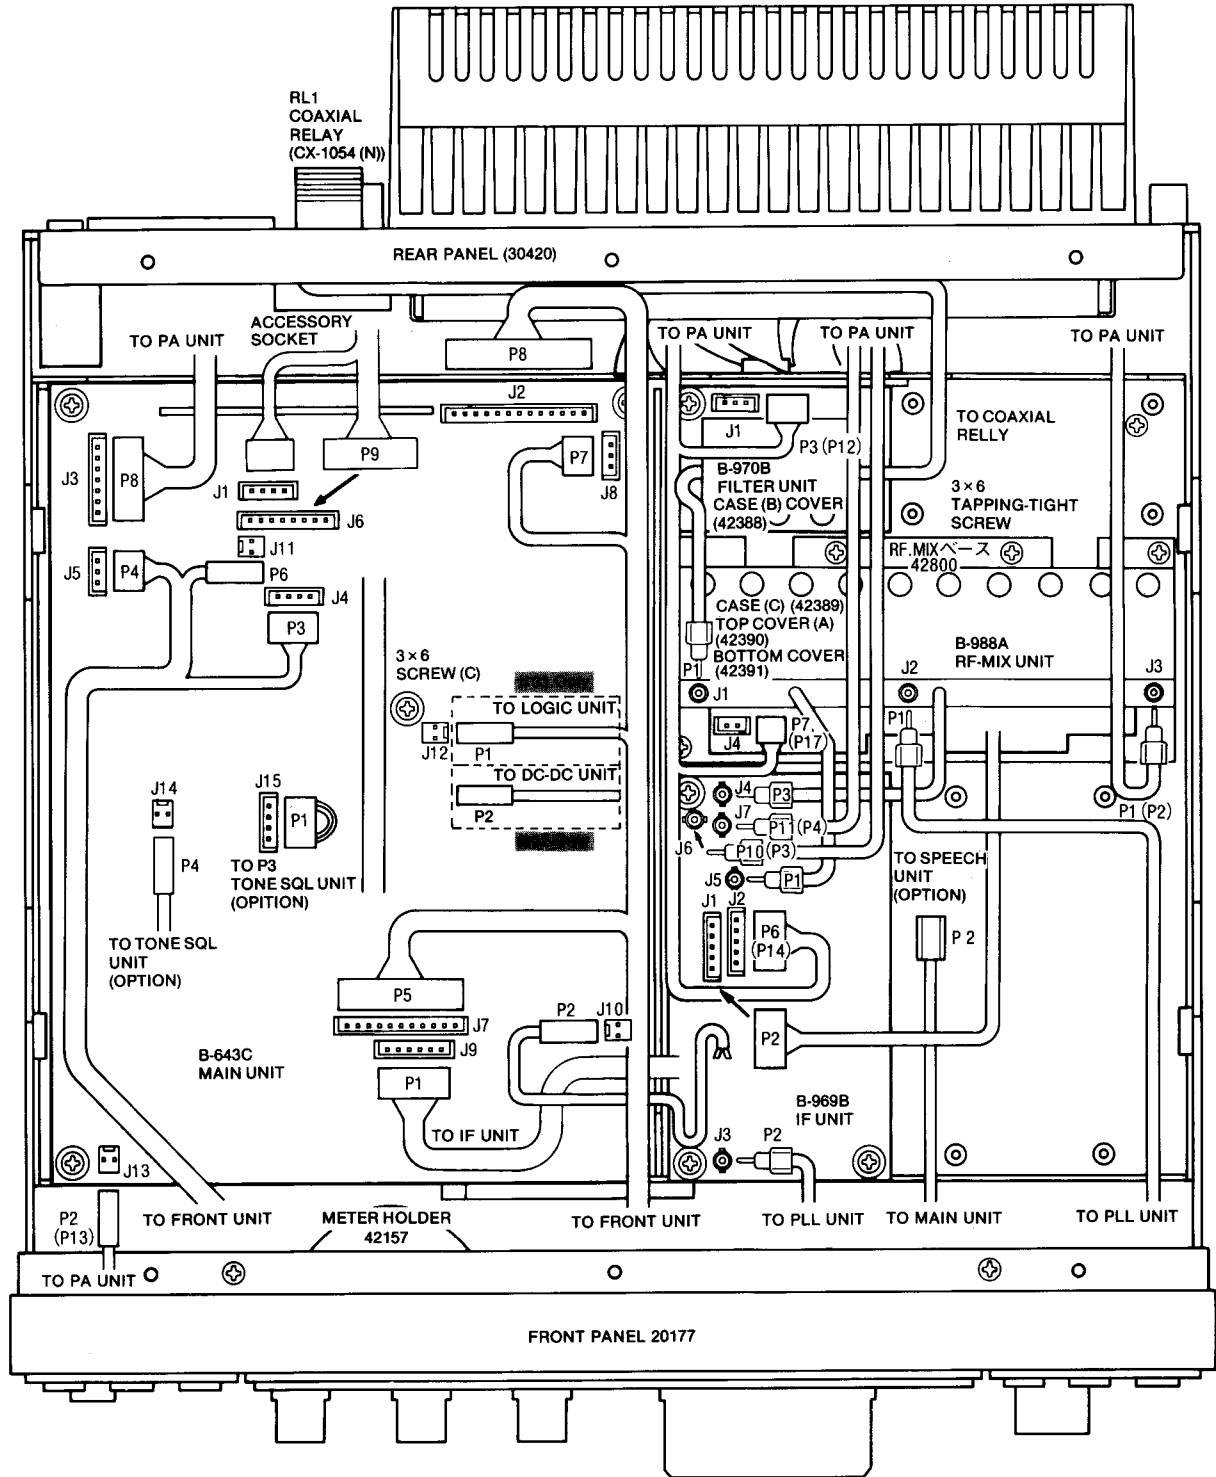 RL1
COAXIAL
RELAY
(CX-1054 (N))
REAR PANEL (30420)
TO PA UNIT
ACCESSORY
SOCKET
P8
TO PA UNIT
TO PA UNIT
TO PA UNIT
J2
J1
P3 (P12)
TO COAXIAL
RELLY
J3
P8
P9
P7
J8
J1
J6
B-970B
FILTER UNIT
CASE (B) COVER
(42388)
3×6
TAPPING-TIGHT
SCREW
J11
J5
P4
P6
J4
P3
RF.MIXベース
42800
CASE (C) (42389)
TOP COVER (A)
(42390)
BOTTOM COVER
(42391)
B-988A
RF-MIX UNIT
P1
J1
J2
J3
3×6
SCREW (C)
TO LOGIC UNIT
J12
P1
TO DC-DC UNIT
P2
J4
P7
(P17)
P1
J4
P3
J7
P11(P4)
J6
P10(P3)
J5
P1
P1 (P2)
J14
J15
P1
P4
TO P3
TONE SQL UNIT
(OPITION)
TO TONE SQL
UNIT
(OPTION)
TO SPEECH
UNIT
(OPTION)
J1
J2
P6
(P14)
P 2
P5
J7
J9
P1
P2
J10
P2
B-643C
MAIN UNIT
B-969B
IF UNIT
TO IF UNIT
J3
P2
J13
P2
(P13)
TO FRONT UNIT
METER HOLDER
42157
TO FRONT UNIT
TO PLL UNIT
TO MAIN UNIT
TO PLL UNIT
TO PA UNIT
FRONT PANEL 20177